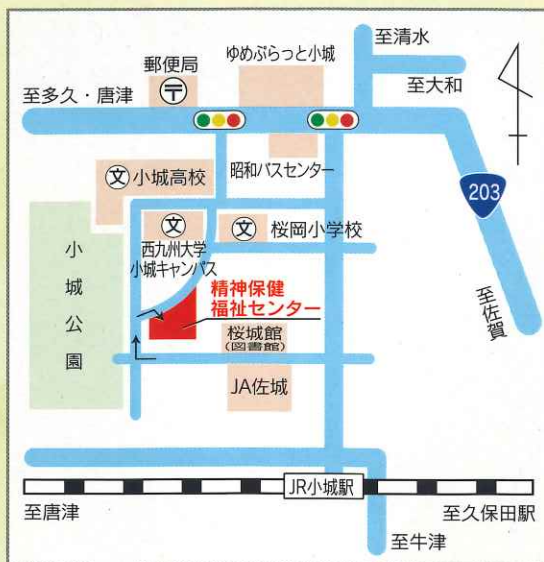 至清水
ゆめぷらっと小城
郵便局
〒
至大和
至多久・唐津
昭和バスセンター
文 小城高校
203
文
文 桜岡小学校
西九州大学
小城キャンパス
小城公園
至佐賀
精神保健
福祉センター
桜城館
(図書館)
JA佐城
JR小城駅
至唐津
至久保田駅
至牛津